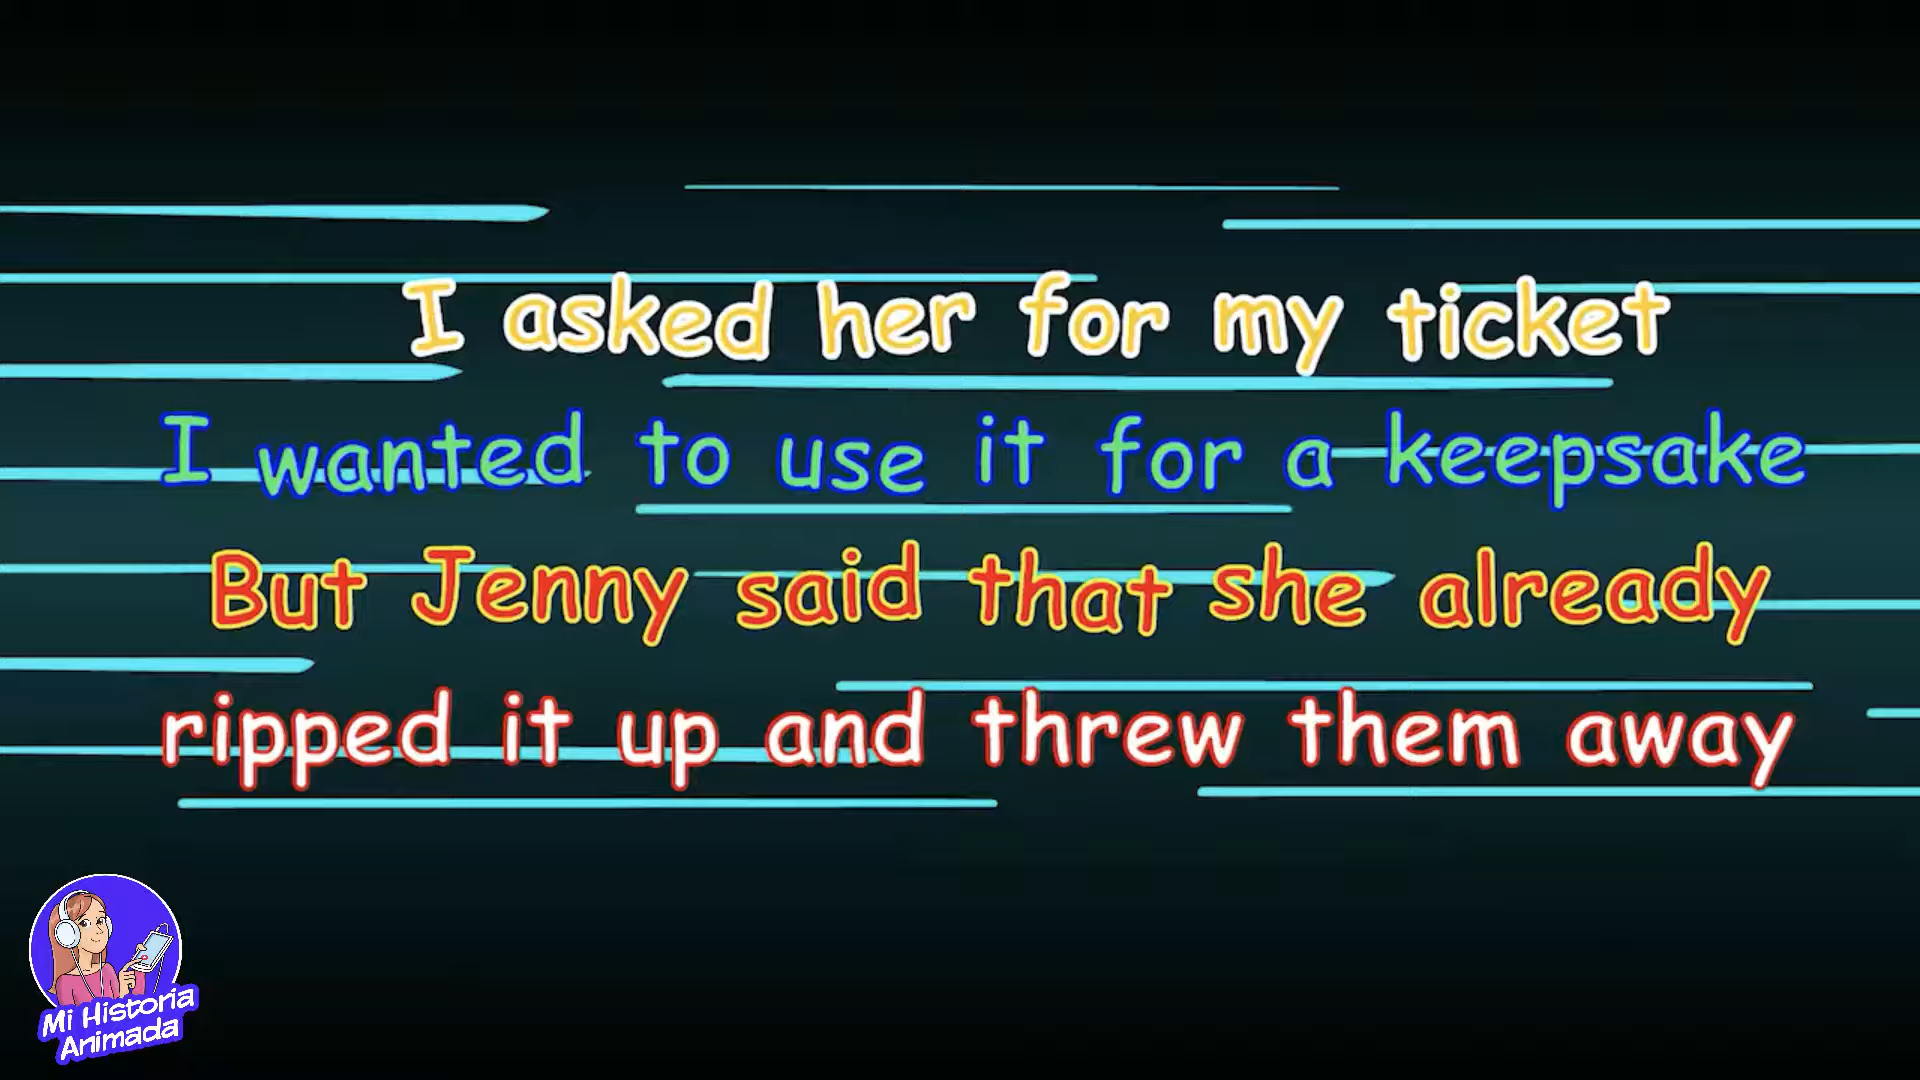 I asked her for my ticket
I wanted to use it for a keepsake
But Jenny said that she already
ripped it up and threw them away
Mi Historia
Animada